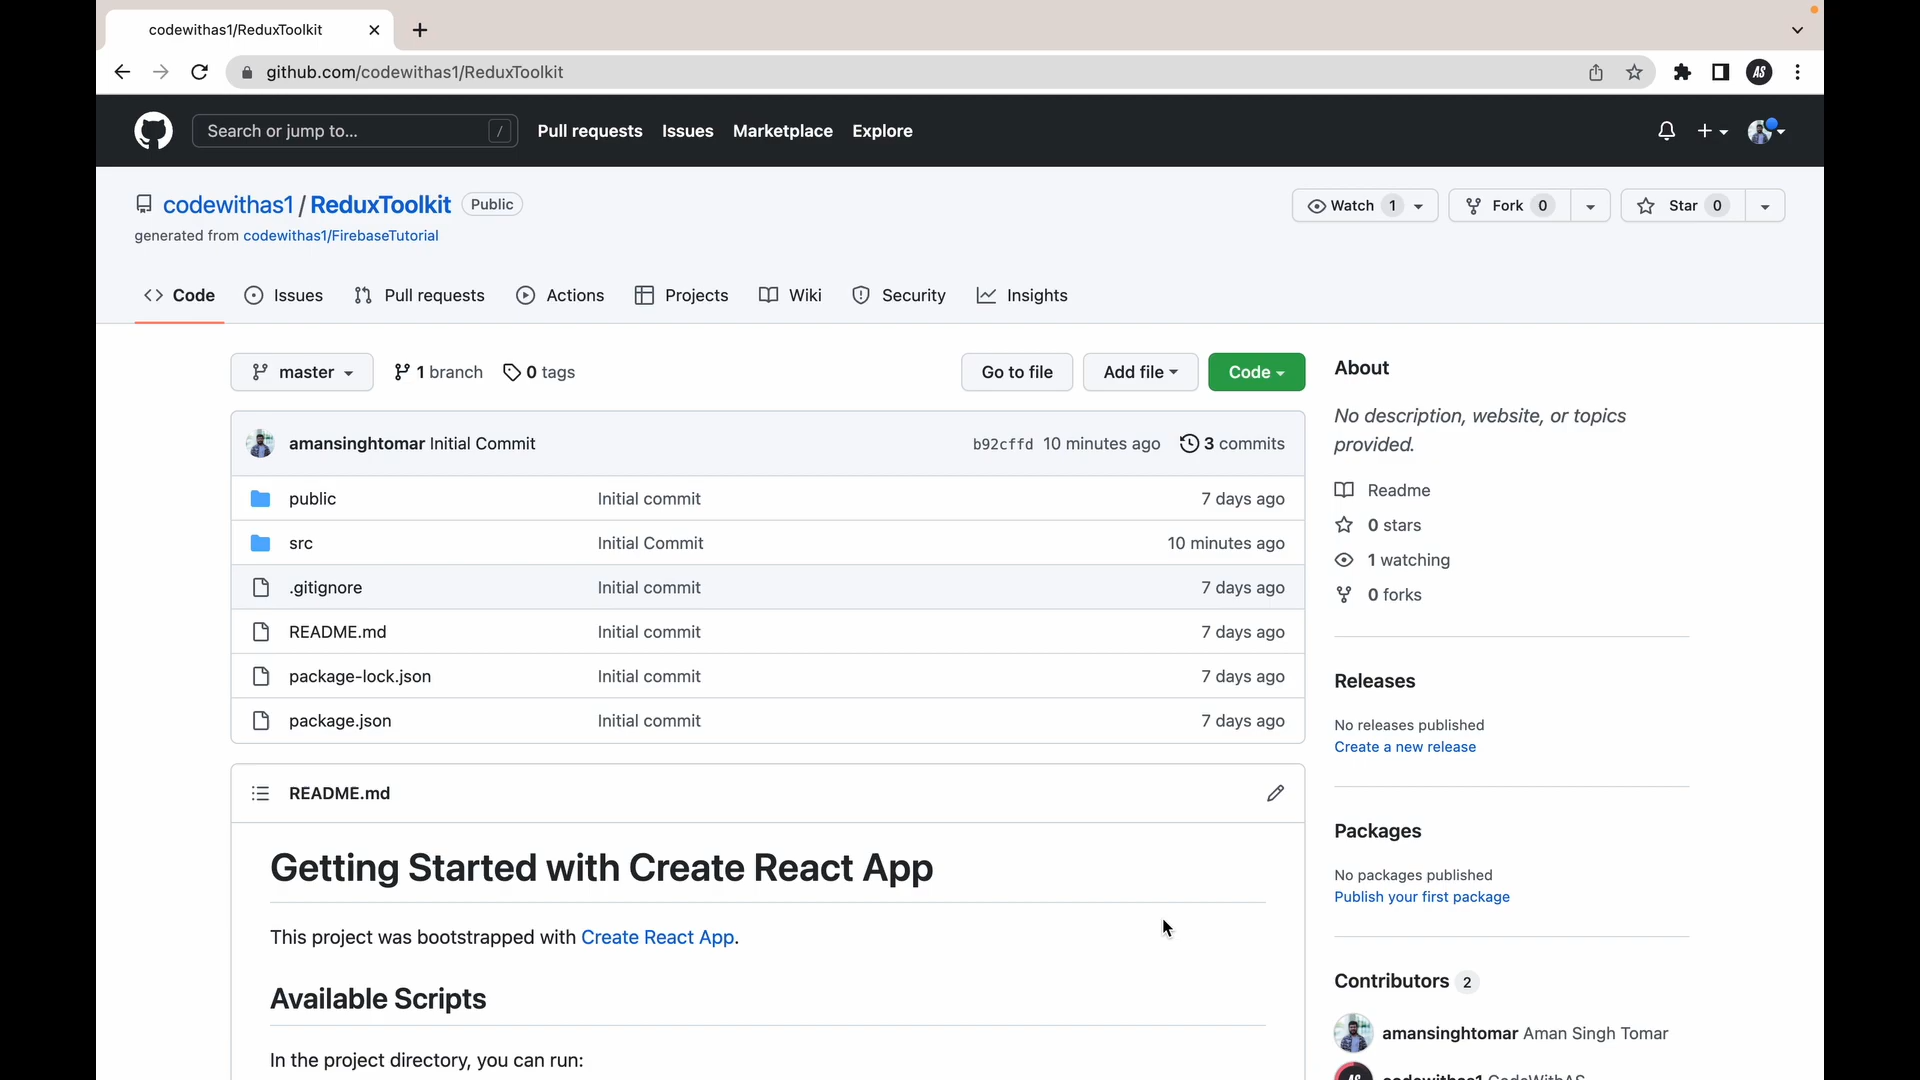 codewithas1/ReduxToolkit
github.com/codewithas1/ReduxToolkit
AS
Search or jump to... /
Pull requests Issues Marketplace Explore
codewithas1 / ReduxToolkit Public
Watch 1 Fork 0 Star 0
generated from codewithas1/FirebaseTutorial
Code Issues Pull requests Actions Projects Wiki Security Insights
master 1 branch 0 tags Go to file Add file Code
amansinghtomar Initial Commit b92cffd 10 minutes ago 3 commits
public Initial commit 7 days ago
src Initial Commit 10 minutes ago
.gitignore Initial commit 7 days ago
README.md Initial commit 7 days ago
package-lock.json Initial commit 7 days ago
package.json Initial commit 7 days ago
README.md
Getting Started with Create React App
This project was bootstrapped with Create React App.
Available Scripts
In the project directory, you can run:
About
No description, website, or topics
provided.
Readme
0 stars
1 watching
0 forks
Releases
No releases published
Create a new release
Packages
No packages published
Publish your first package
Contributors 2
amansinghtomar Aman Singh Tomar
codewithas1 CodeWithAS